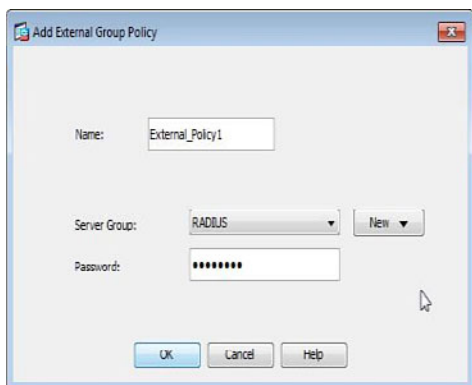 Add External Group Policy
Name: External_Policy1
Server Group: RADIUS New
Password: ••••••••
OK Cancel Help